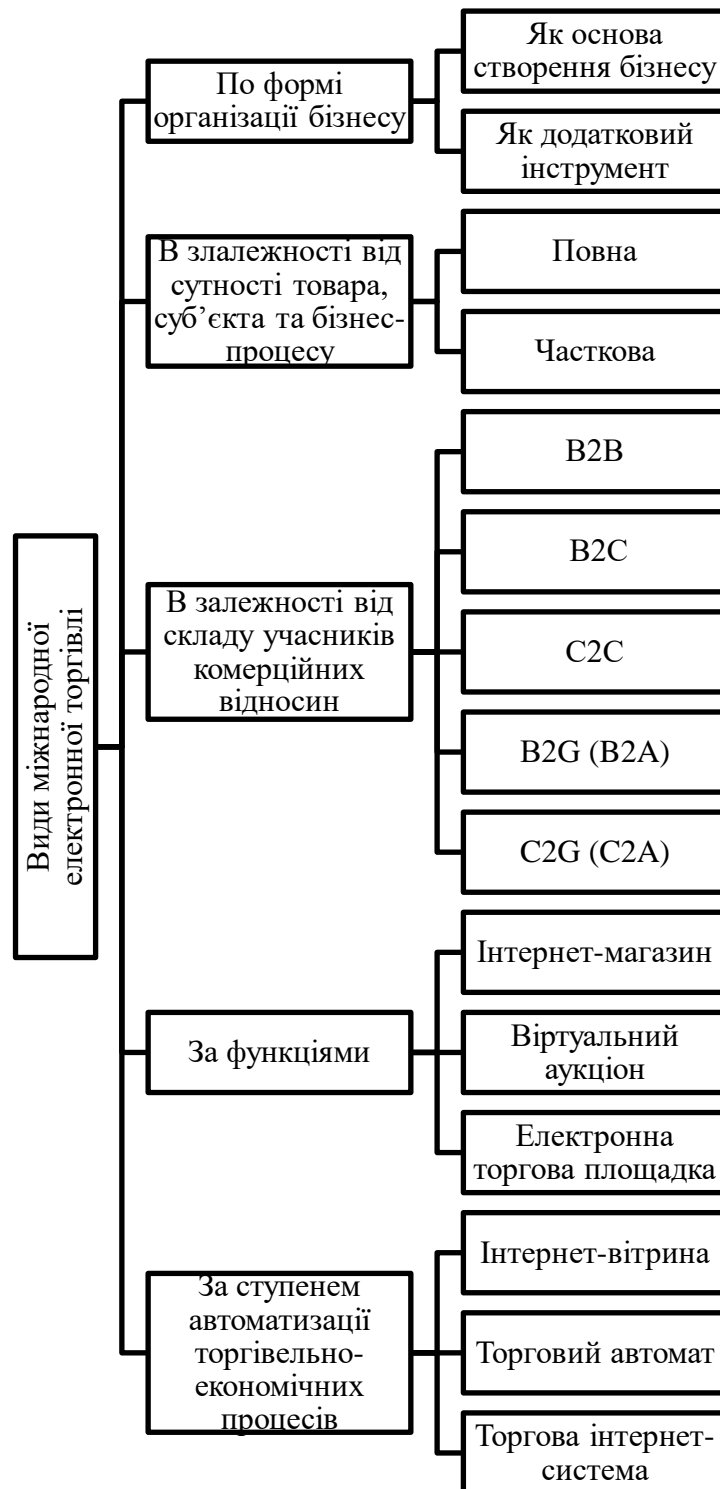 Види міжнародної
електронної торгівлі
По формі
організації бізнесу
Як основа
створення бізнесу
Як додатковий
інструмент
В злалежності від
сутності товара,
суб’єкта та бізнес-
процесу
Повна
Часткова
В залежності від
складу учасників
комерційних
відносин
B2B
B2C
C2C
B2G (B2A)
C2G (C2A)
За функціями
Інтернет-магазин
Віртуальний
аукціон
Електронна
торгова площадка
За ступенем
автоматизації
торгівельно-
економічних
процесів
Інтернет-вітрина
Торговий автомат
Торгова інтернет-
система